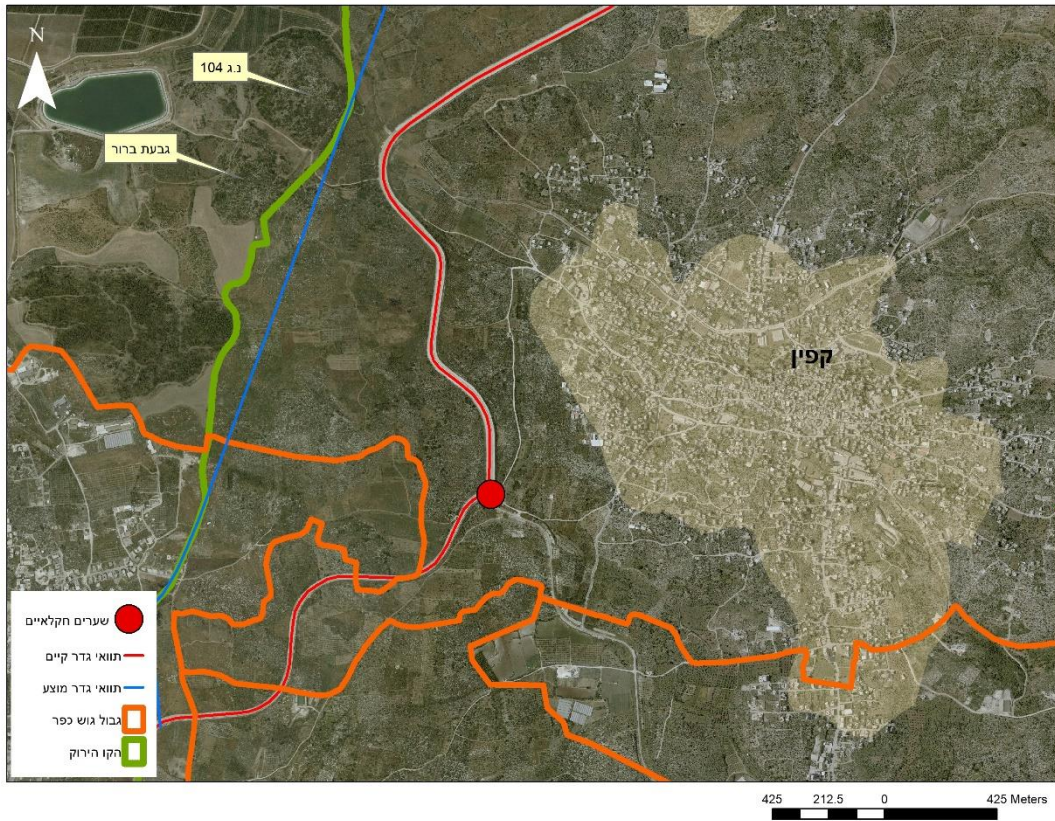 N
נ.ג 104
גבעת ברור
קפין
שערים חקלאיים
תוואי גדר קיים
תוואי גדר מוצע
גבול גוש כפר
הקו הירוק
425 212.5 0 425 Meters